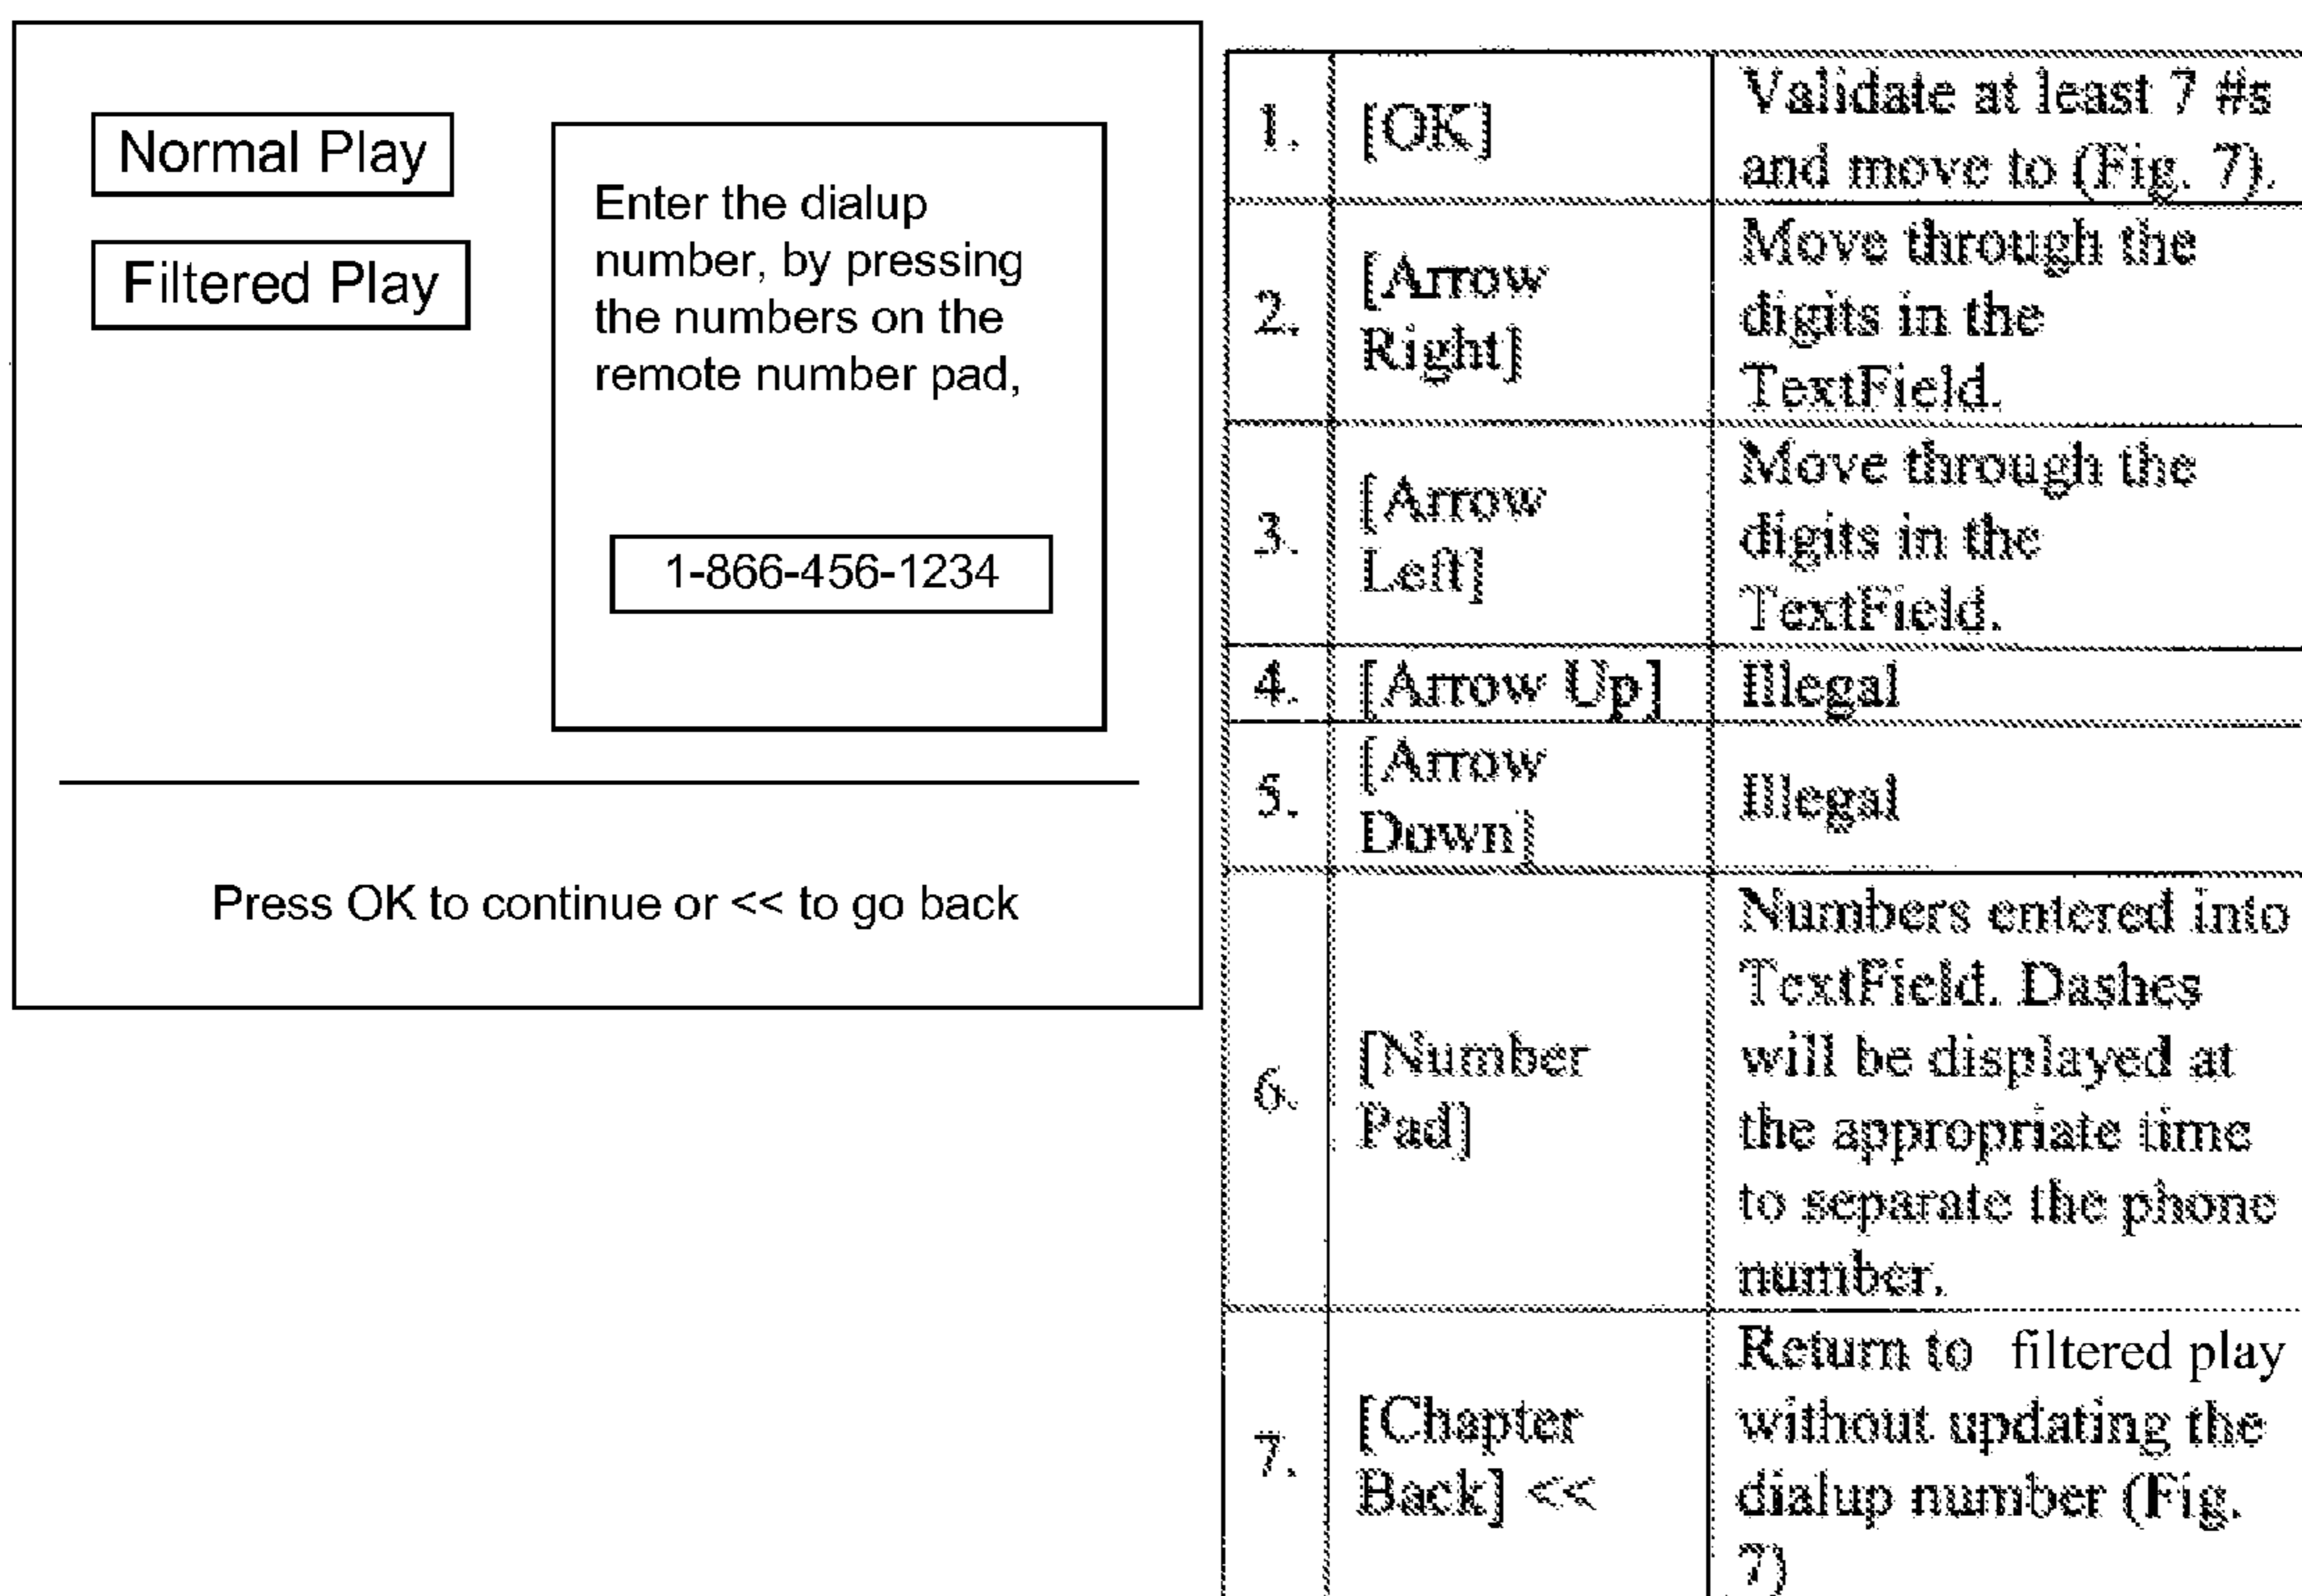 Normal Play
Filtered Play
Enter the dialup
number, by pressing
the numbers on the
remote number pad,
1-866-456-1234
Press OK to continue or << to go back
1.
[OK]
Validate at least 7 #s
and move to (Fig. 7).
2.
[Arrow
Right]
Move through the
digits in the
TextField.
3.
[Arrow
Left]
Move through the
digits in the
TextField.
4.
[Arrow Up]
Illegal
5.
[Arrow
Down]
Illegal
6.
[Number
Pad]
Numbers entered into
TextField. Dashes
will be displayed at
the appropriate time
to separate the phone
number.
7.
[Chapter
Back] <<
Return to filtered play
without updating the
dialup number (Fig.
7)